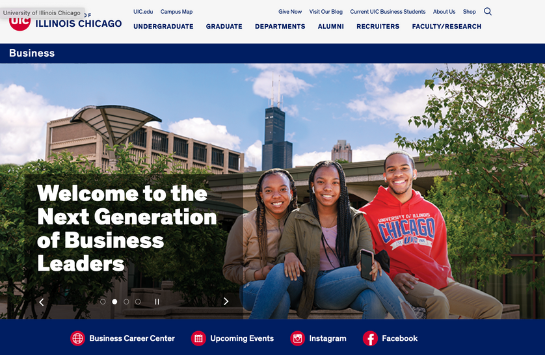 University of Illinois Chicago
UIC
OF
ILLINOIS CHICAGO
UIC.edu Campus Map
Give Now Visit Our Blog Current UIC Business Students About Us Shop
UNDERGRADUATE GRADUATE DEPARTMENTS ALUMNI RECRUITERS FACULTY/RESEARCH
Business
Welcome to the
Next Generation
of Business
Leaders
UNIVERSITY OF ILLINOIS
CHICAGO
Business Career Center Upcoming Events Instagram Facebook